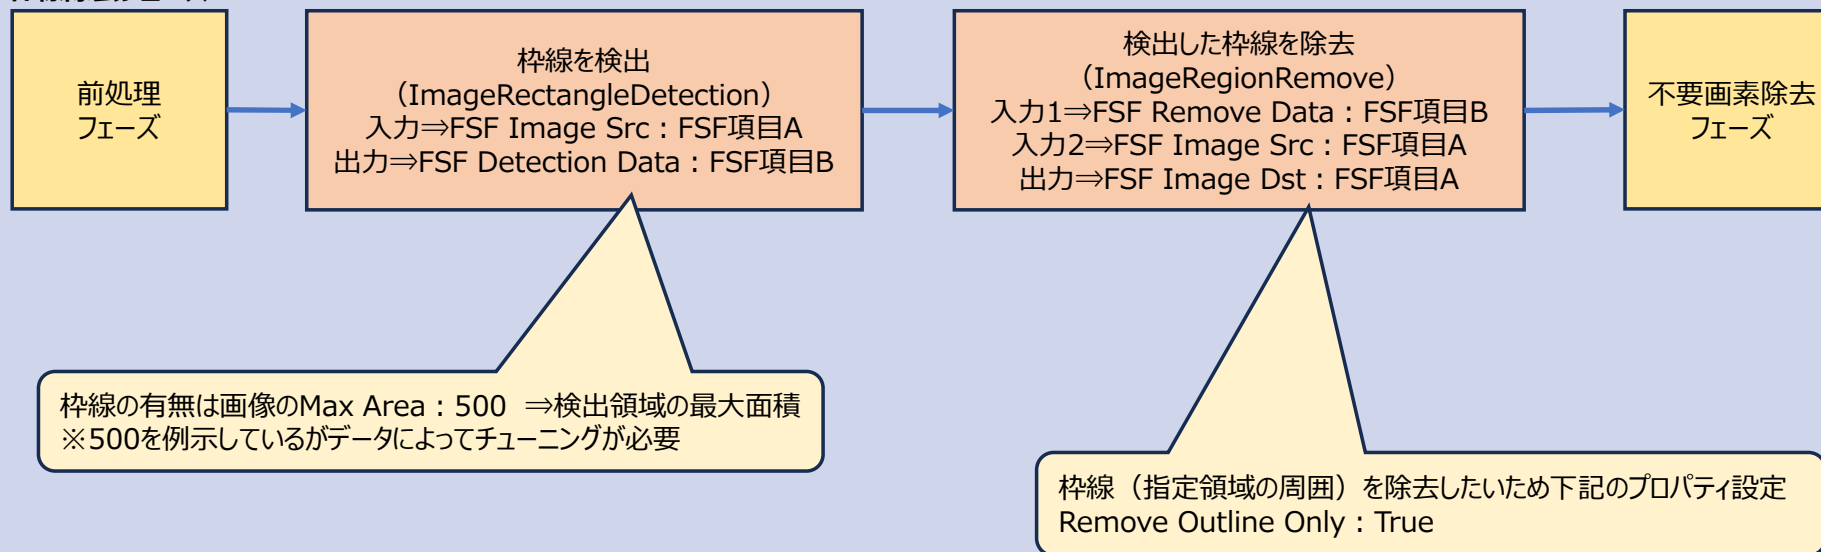 前処理
フェーズ
枠線を検出
（ImageRectangleDetection）
入力⇒FSF Image Src：FSF項目A
出力⇒FSF Detection Data：FSF項目B
検出した枠線を除去
（ImageRegionRemove）
入力1⇒FSF Remove Data：FSF項目B
入力2⇒FSF Image Src：FSF項目A
出力⇒FSF Image Dst：FSF項目A
不要画素除去
フェーズ
枠線の有無は画像のMax Area：500 ⇒検出領域の最大面積
※500を例示しているがデータによってチューニングが必要
枠線（指定領域の周囲）を除去したいため下記のプロパティ設定
Remove Outline Only：True